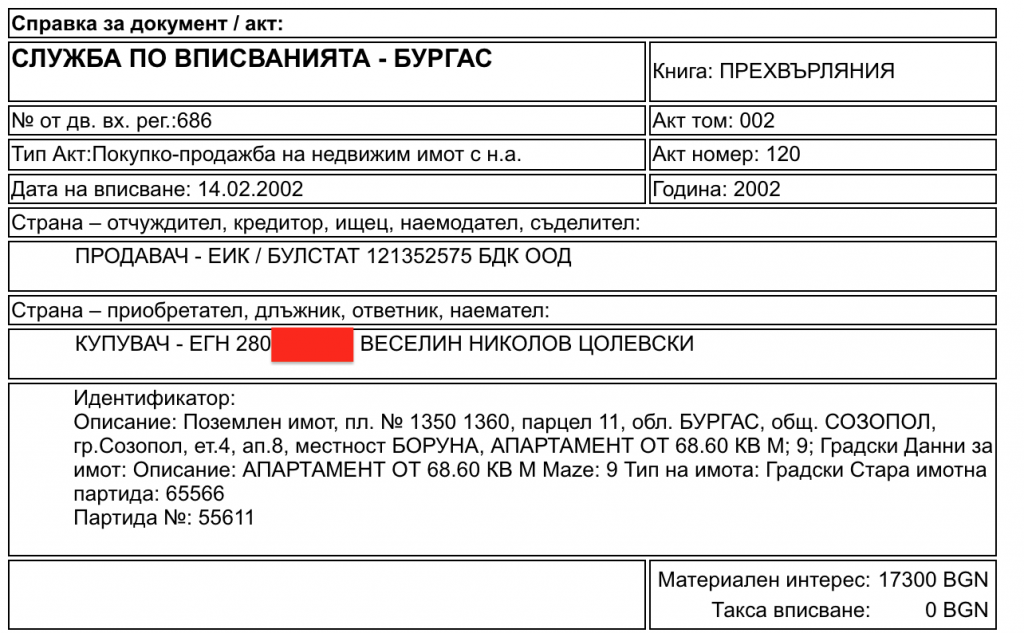 Справка за документ / акт:
СЛУЖБА ПО ВПИСВАНИЯТА - БУРГАС
Книга: ПРЕХВЪРЛЯНИЯ
№ от дв. вх. рег.:686
Акт том: 002
Тип Акт:Покупко-продажба на недвижим имот с н.а.
Акт номер: 120
Дата на вписване: 14.02.2002
Година: 2002
Страна – отчуждител, кредитор, ищец, наемодател, съделител:
ПРОДАВАЧ - ЕИК / БУЛСТАТ 121352575 БДК ООД
Страна – приобретател, длъжник, ответник, наемател:
КУПУВАЧ - ЕГН 280 ВЕСЕЛИН НИКОЛОВ ЦОЛЕВСКИ
Идентификатор:
Описание: Поземлен имот, пл. № 1350 1360, парцел 11, обл. БУРГАС, общ. СОЗОПОЛ,
гр.Созопол, ет.4, ап.8, местност БОРУНА, АПАРТАМЕНТ ОТ 68.60 КВ М; 9; Градски Данни за
имот: Описание: АПАРТАМЕНТ ОТ 68.60 КВ М Maze: 9 Тип на имота: Градски Стара имотна
партида: 65566
Партида №: 55611
Материален интерес: 17300 BGN
Такса вписване: 0 BGN